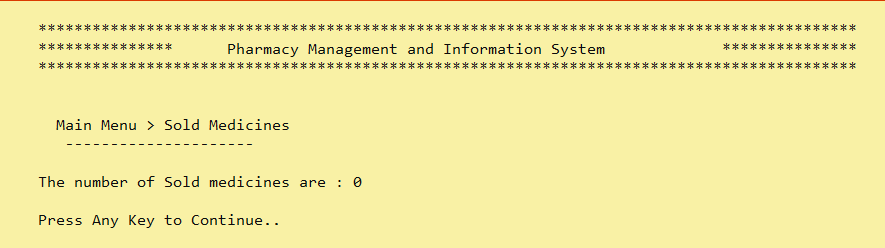 *******************************************************************************************
***************      Pharmacy Management and Information System             ***************
*******************************************************************************************
Main Menu > Sold Medicines
---------------------
The number of Sold medicines are : 0
Press Any Key to Continue..